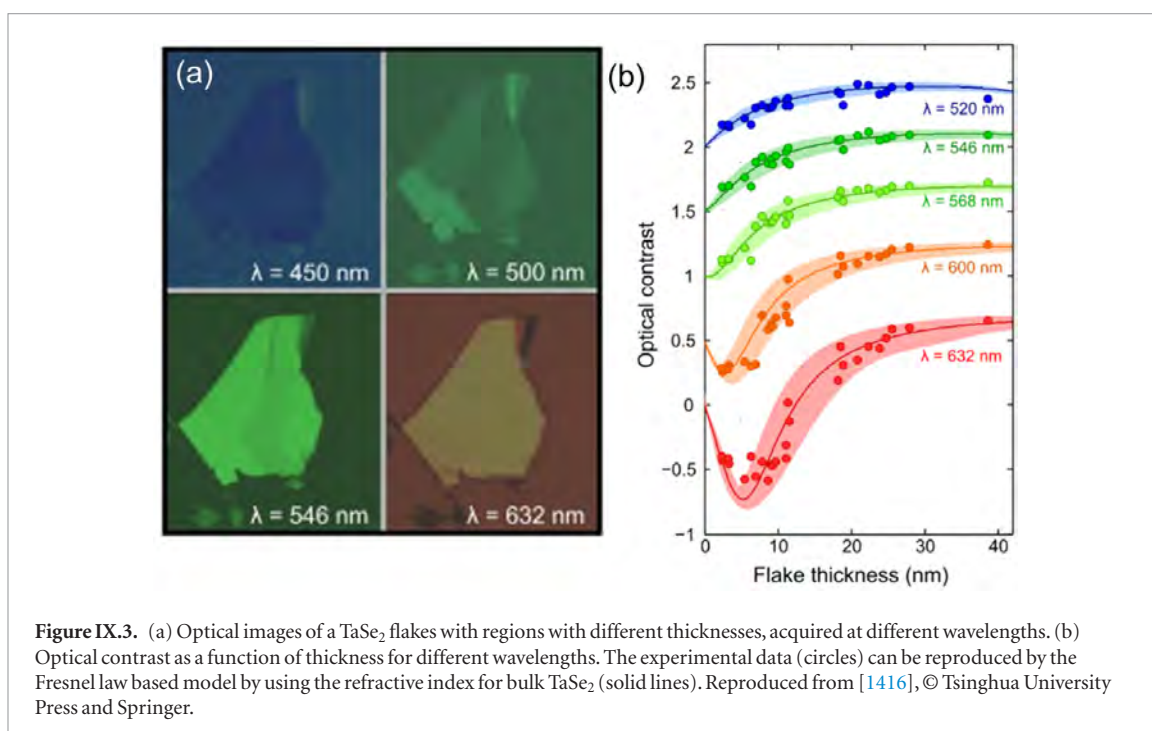 (a)
λ = 450 nm
λ = 500 nm
λ = 546 nm
λ = 632 nm
(b)
Optical contrast
2.5
2
1.5
1
0.5
0
−0.5
−1
λ = 520 nm
λ = 546 nm
λ = 568 nm
λ = 600 nm
λ = 632 nm
0 10 20 30 40
Flake thickness (nm)
Figure IX.3. (a) Optical images of a TaSe₂ flakes with regions with different thicknesses, acquired at different wavelengths. (b)
Optical contrast as a function of thickness for different wavelengths. The experimental data (circles) can be reproduced by the
Fresnel law based model by using the refractive index for bulk TaSe₂ (solid lines). Reproduced from [1416], © Tsinghua University
Press and Springer.